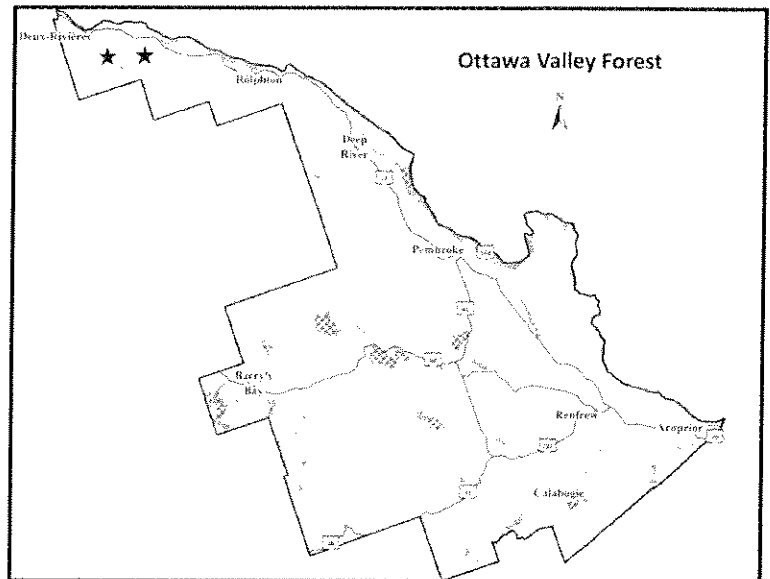 Deux-Rivières
Ottawa Valley Forest
Rolphton
N
Deep
River
Pembroke
Barry's
Bay
Renfrew
Arnprior
Calabogie